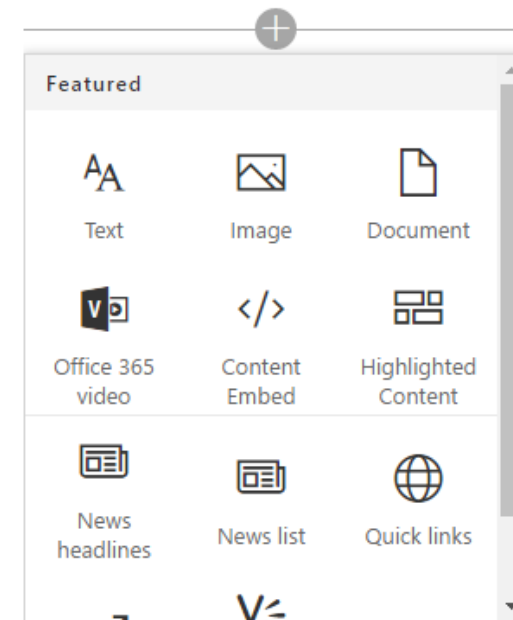 Featured
Text
Image
Document
Office 365
video
Content
Embed
Highlighted
Content
News
headlines
News list
Quick links